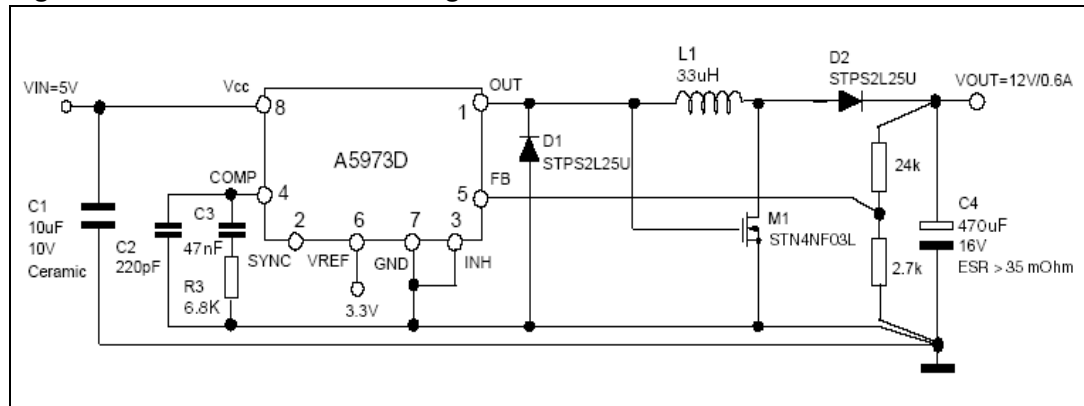 L1
33uH
D2
STPS2L25U
VIN=5V
Vcc
OUT
VOUT=12V/0.6A
8
1
D1
STPS2L25U
A5973D
24k
COMP
FB
4
5
C1
10uF
10V
Ceramic
C2
220pF
C3
47nF
2
6
7
3
SYNC
VREF
GND
INH
M1
STN4NF03L
C4
470uF
16V
ESR > 35 mOhm
2.7k
R3
6.8K
3.3V